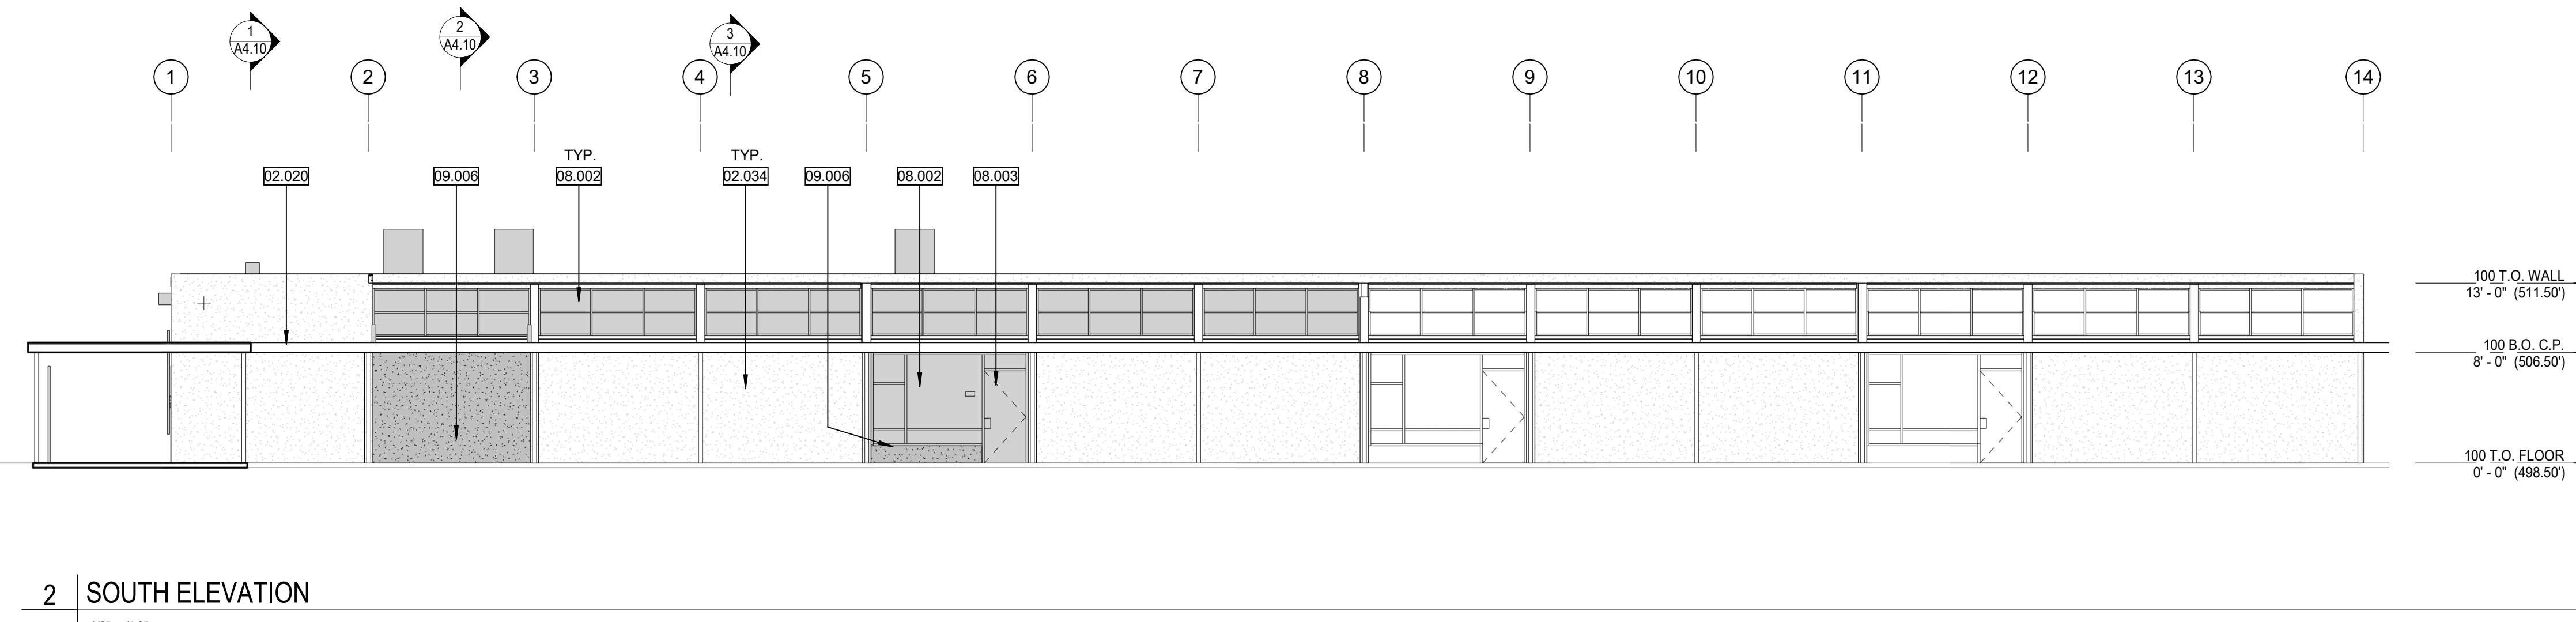 1
A4.10
2
A4.10
3
A4.10
1 2 3 4 5 6 7 8 9 10 11 12 13 14
TYP. TYP.
02.020 09.006 08.002 02.034 09.006 08.002 08.003
100 T.O. WALL
13' - 0" (511.50')
100 B.O. C.P.
8' - 0" (506.50')
100 T.O. FLOOR
0' - 0" (498.50')
2 SOUTH ELEVATION